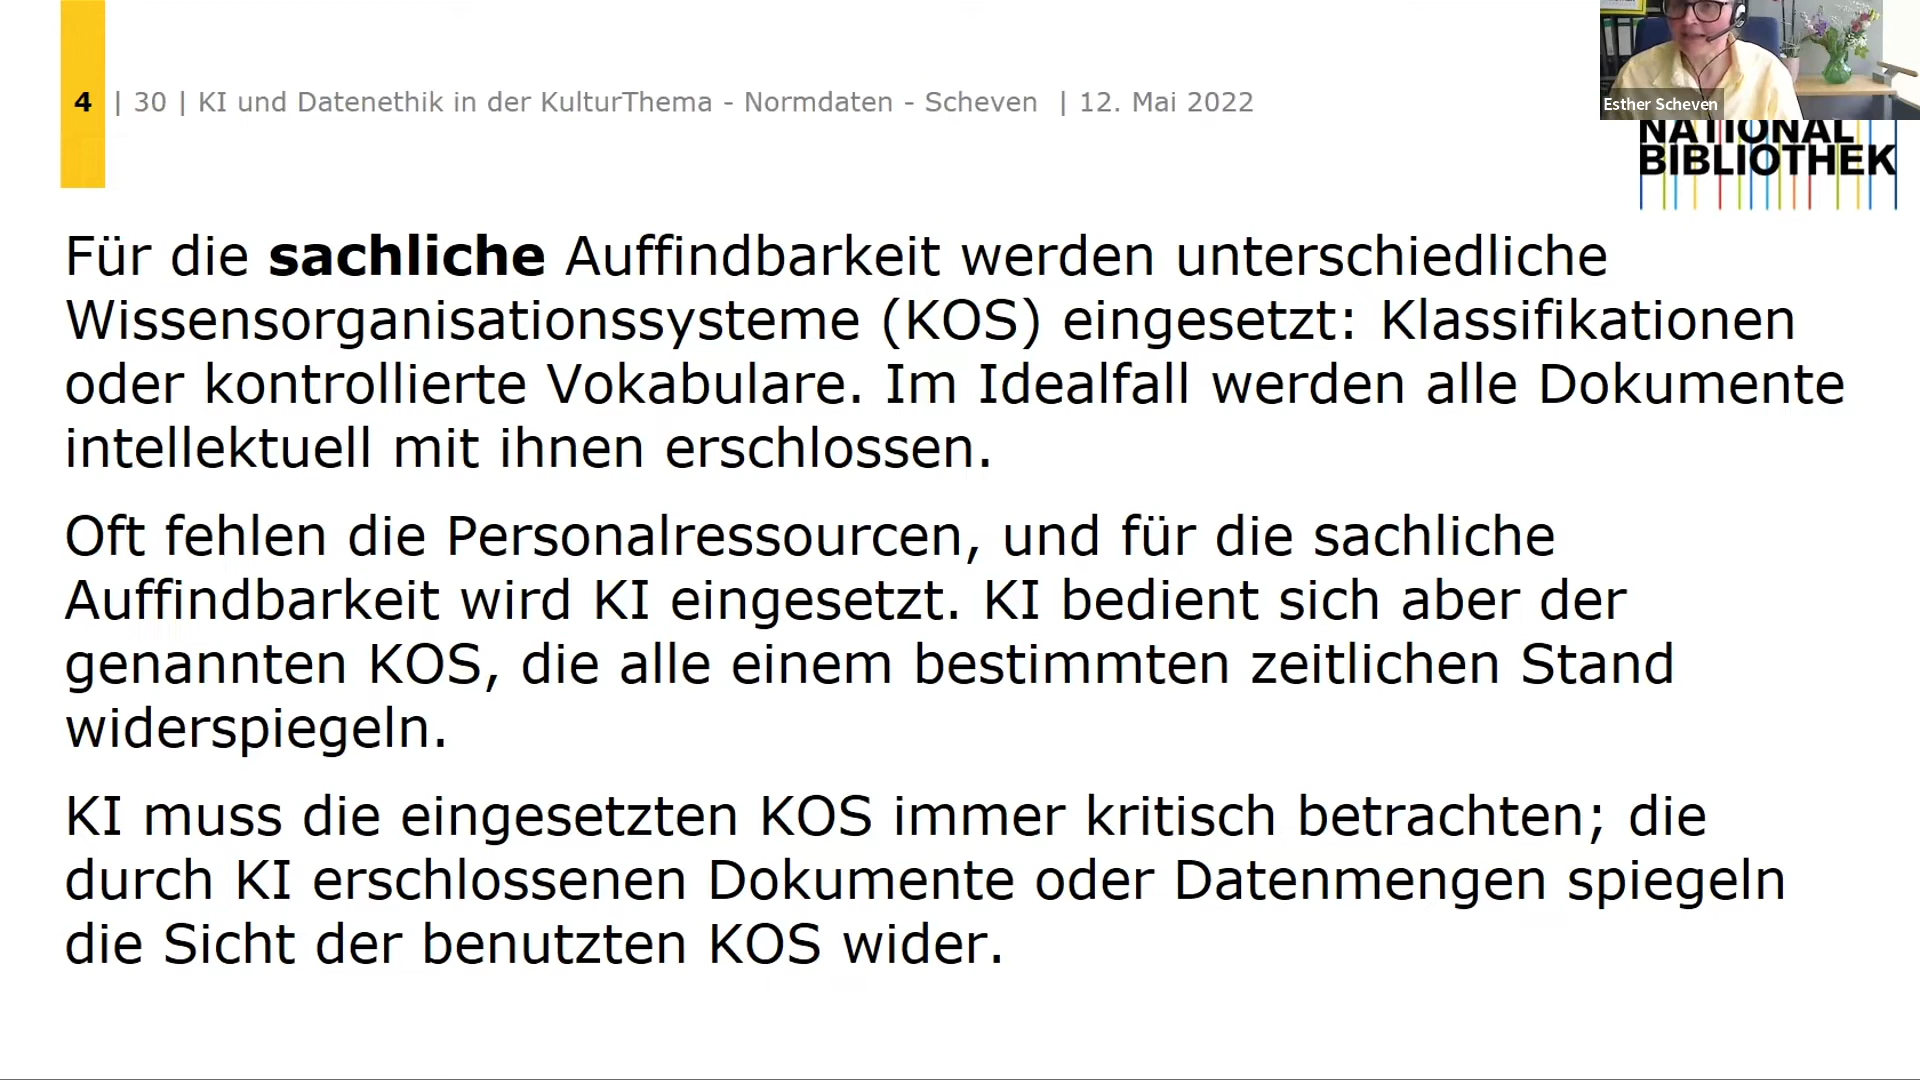 4 | 30 | KI und Datenethik in der KulturThema - Normdaten - Scheven | 12. Mai 2022
Esther Scheven
NATIONAL
BIBLIOTHEK
Für die sachliche Auffindbarkeit werden unterschiedliche
Wissensorganisationssysteme (KOS) eingesetzt: Klassifikationen
oder kontrollierte Vokabulare. Im Idealfall werden alle Dokumente
intellektuell mit ihnen erschlossen.
Oft fehlen die Personalressourcen, und für die sachliche
Auffindbarkeit wird KI eingesetzt. KI bedient sich aber der
genannten KOS, die alle einem bestimmten zeitlichen Stand
widerspiegeln.
KI muss die eingesetzten KOS immer kritisch betrachten; die
durch KI erschlossenen Dokumente oder Datenmengen spiegeln
die Sicht der benutzten KOS wider.